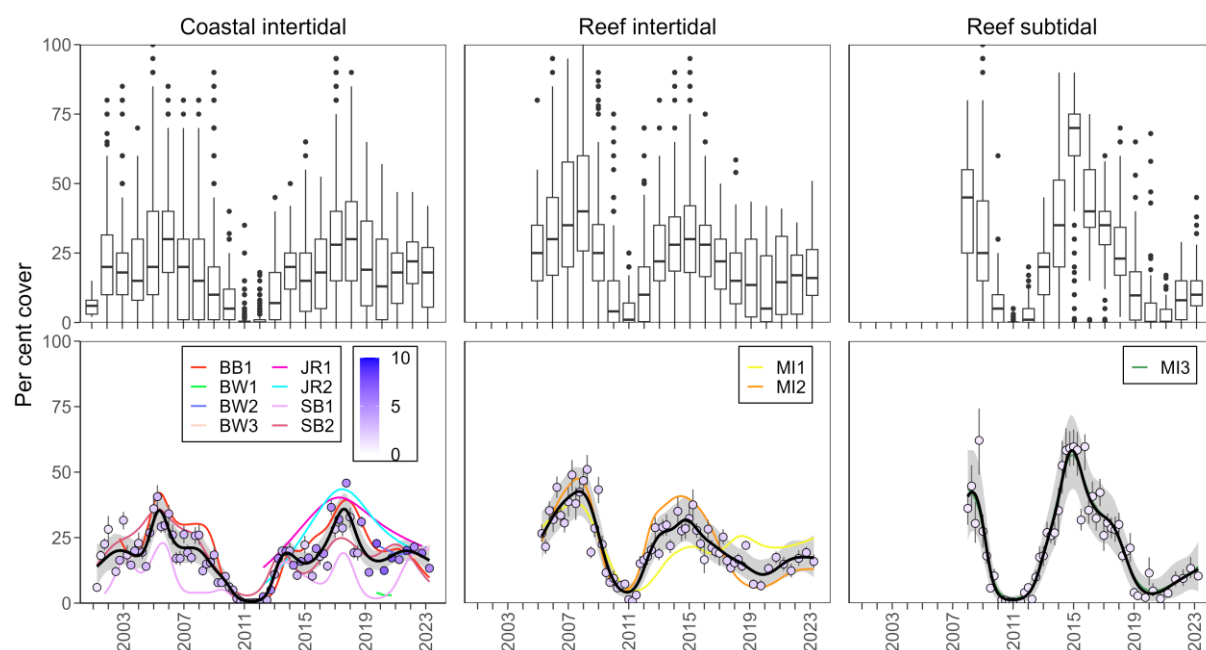 Coastal intertidal Reef intertidal Reef subtidal
Per cent cover
100
75
50
25
0
100
75
50
25
0
BB1 JR1
BW1 JR2
BW2 SB1
BW3 SB2
10
5
0
MI1
MI2
MI3
2003 2007 2011 2015 2019 2023 2003 2007 2011 2015 2019 2023 2003 2007 2011 2015 2019 2023